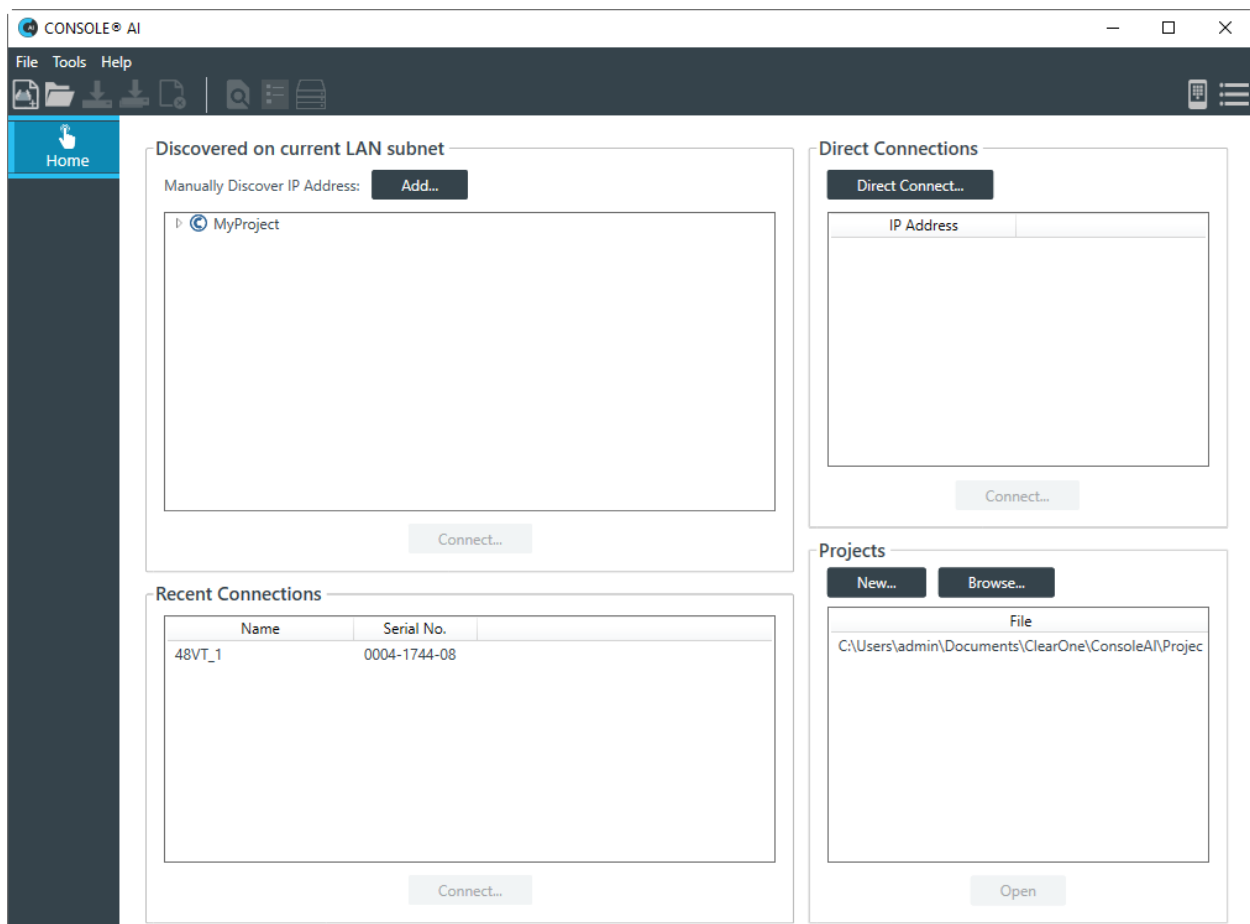 CONSOLE® AI
File Tools Help
Home
Discovered on current LAN subnet
Manually Discover IP Address: Add...
MyProject
Connect...
Recent Connections
Name Serial No.
48VT_1 0004-1744-08
Connect...
Direct Connections
Direct Connect...
IP Address
Connect...
Projects
New... Browse...
File
C:\Users\admin\Documents\ClearOne\ConsoleAI\Projec
Open